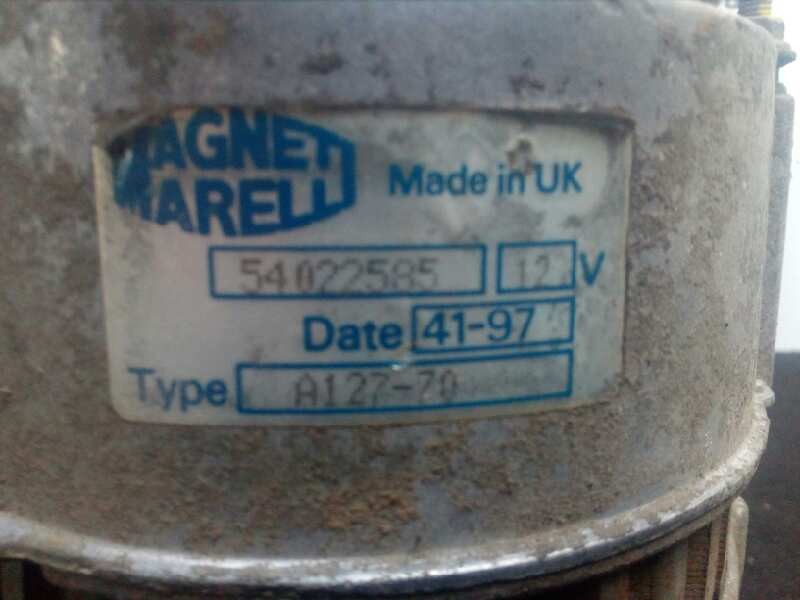 MAGNETI
MARELLI
Made in UK
54022585 12 V
Date 41-97
Type A127-70